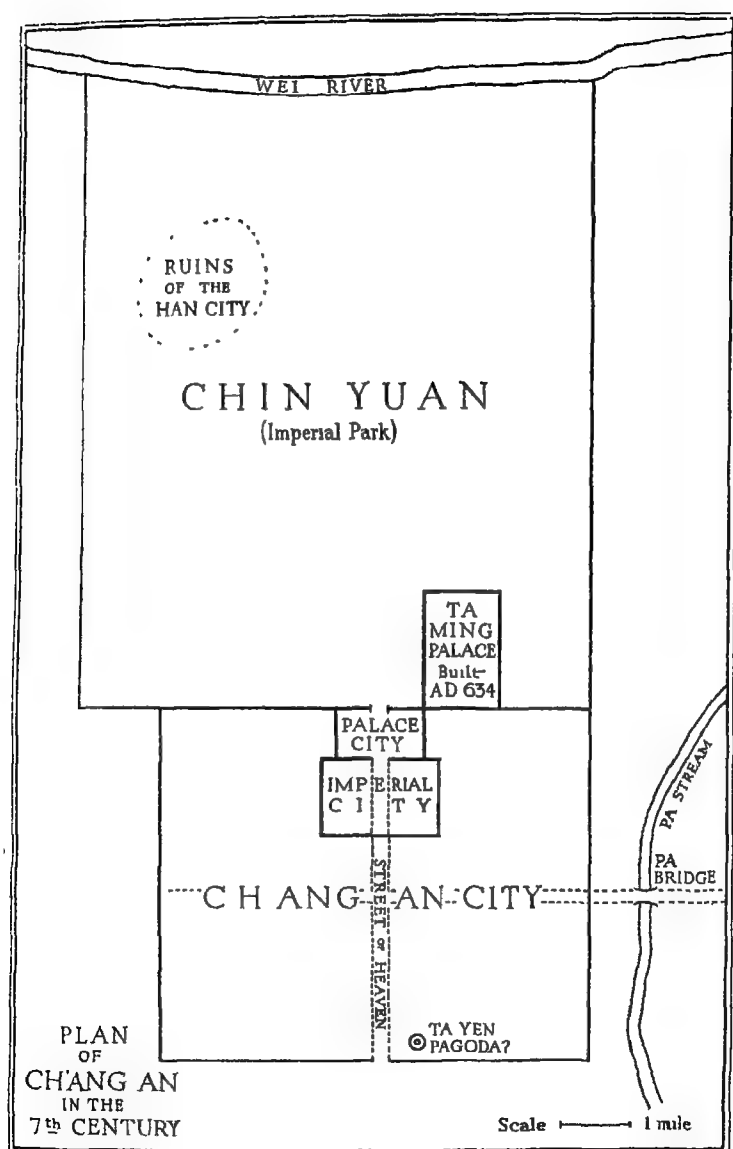 WEI RIVER
RUINS
OF THE
HAN CITY
CHIN YUAN
(Imperial Park)
TA
MING
PALACE
Built
AD 634
PALACE
CITY
IMPERIAL
CITY
PA STREAM
PA
BRIDGE
CHANG AN CITY
STREET OF HEAVEN
TA YEN
PAGODA?
PLAN
OF
CH'ANG AN
IN THE
7th CENTURY
Scale 1 mile